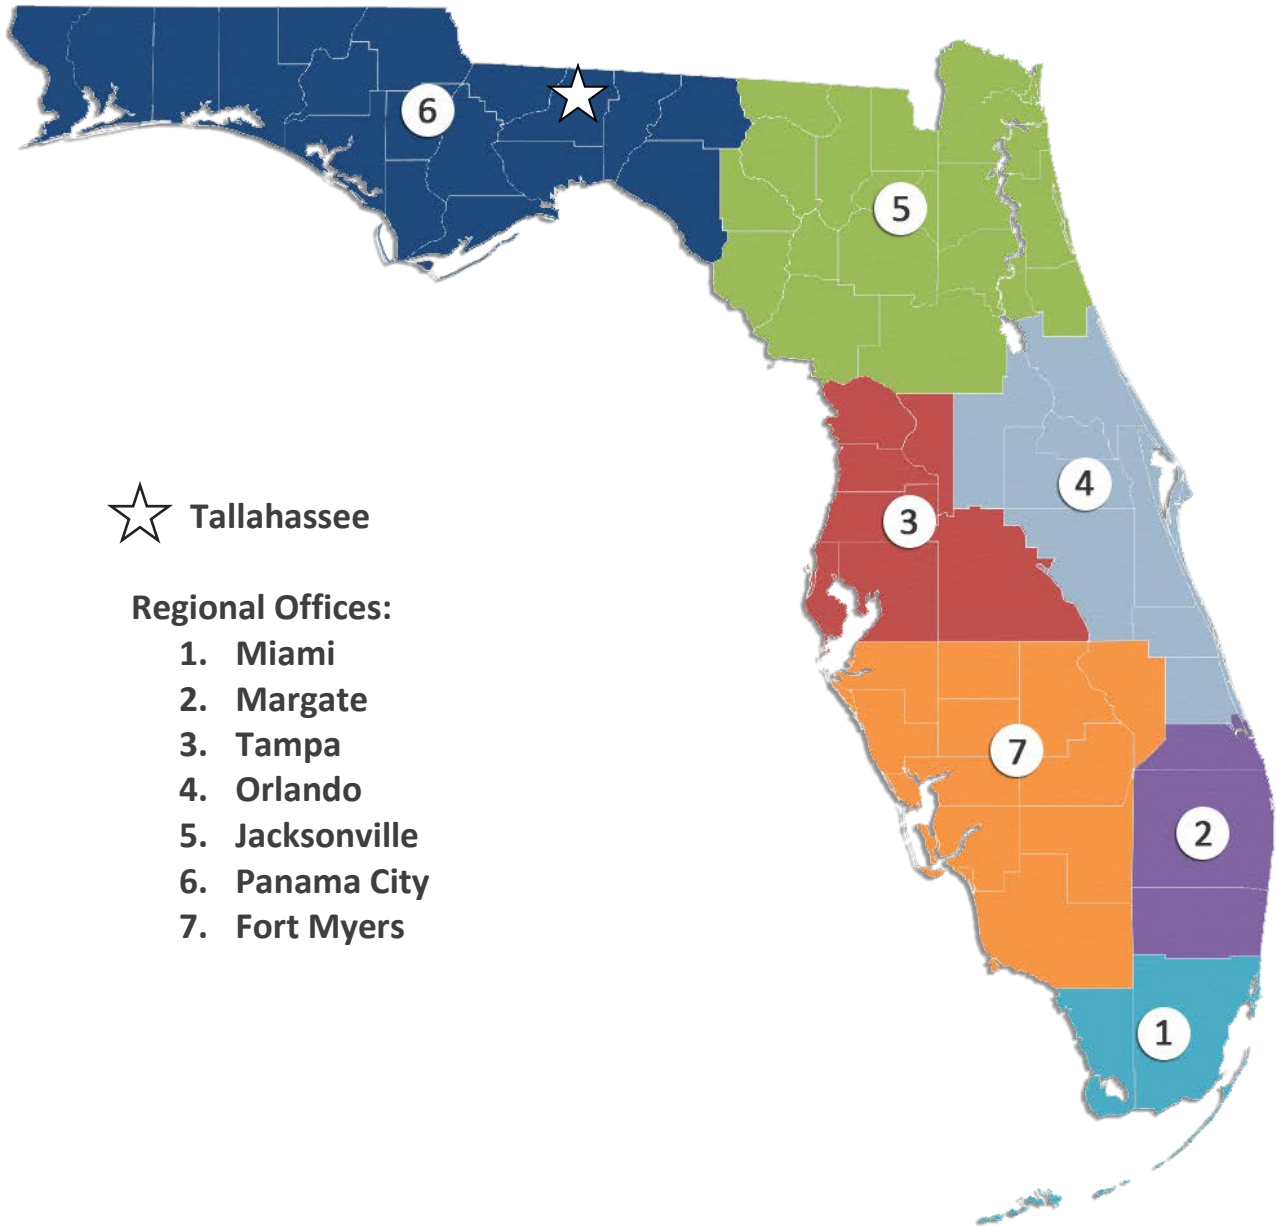 6
5
4
3
Tallahassee
Regional Offices:
1. Miami
2. Margate
3. Tampa
4. Orlando
5. Jacksonville
6. Panama City
7. Fort Myers
7
2
1